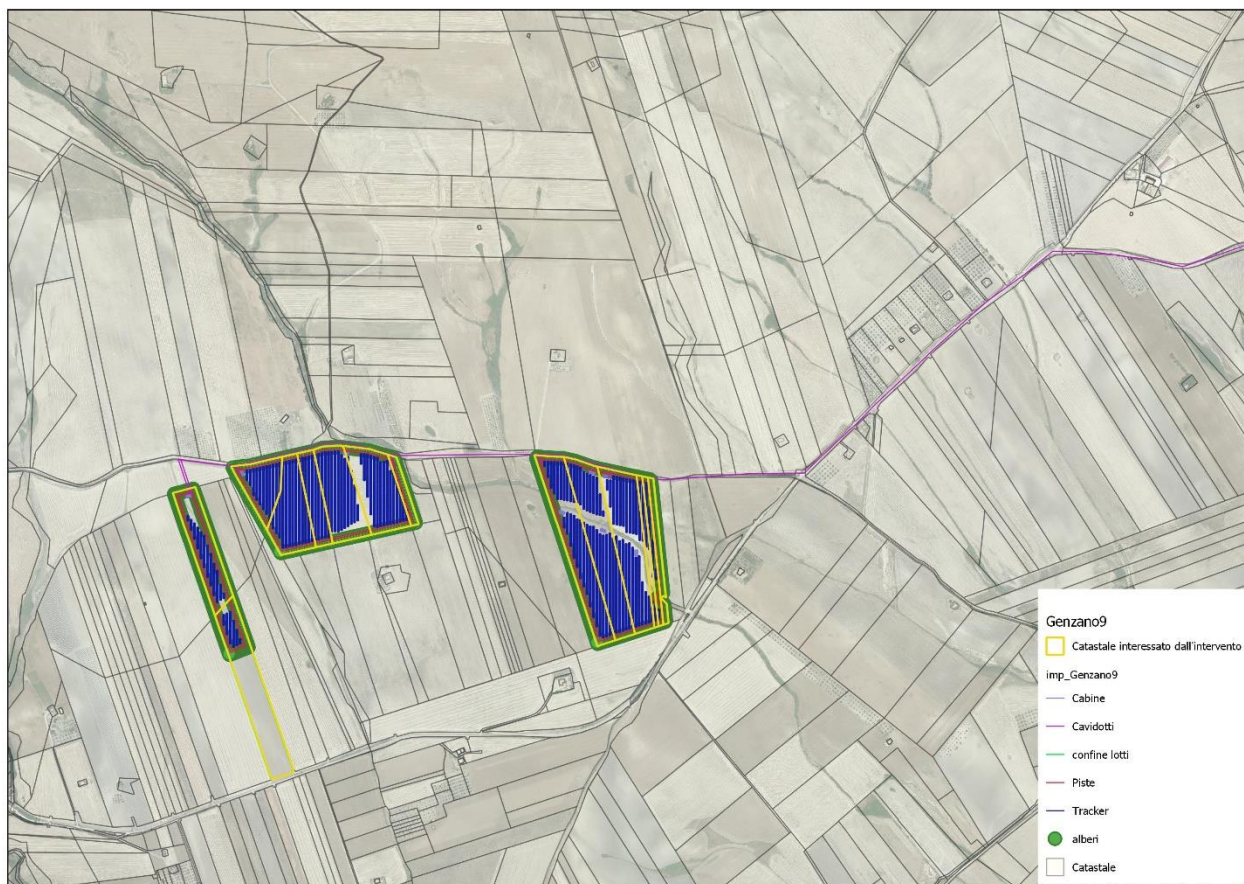 Genzano9
Catastale interessato dall'intervento
imp_Genzano9
Cabine
Cavidotti
confine lotti
Piste
Tracker
alberi
Catastale